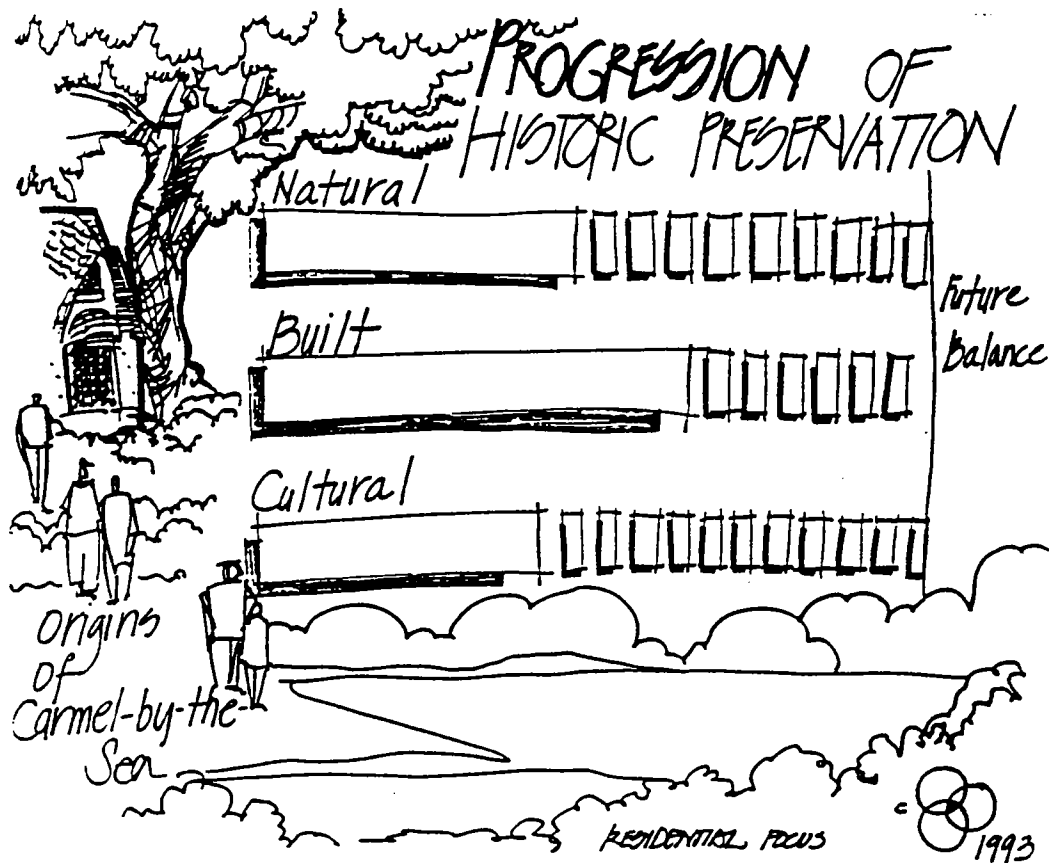 PROGRESSION OF
HISTORIC PRESERVATION
Natural
Built
Cultural
Future
Balance
Origins
of
Carmel-by-the-
Sea
RESIDENTIAL FOCUS
c
1993